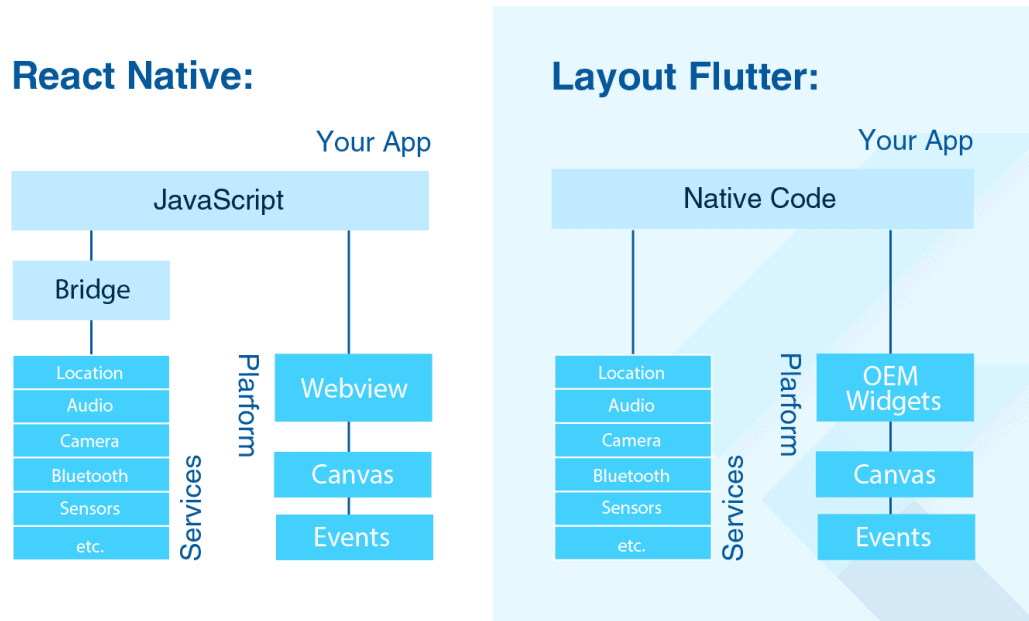 React Native:
Your App
JavaScript
Bridge
Location
Audio
Camera
Bluetooth
Sensors
etc.
Services
Plarform
Webview
Canvas
Events
Layout Flutter:
Your App
Native Code
Location
Audio
Camera
Bluetooth
Sensors
etc.
Services
Plarform
OEM
Widgets
Canvas
Events